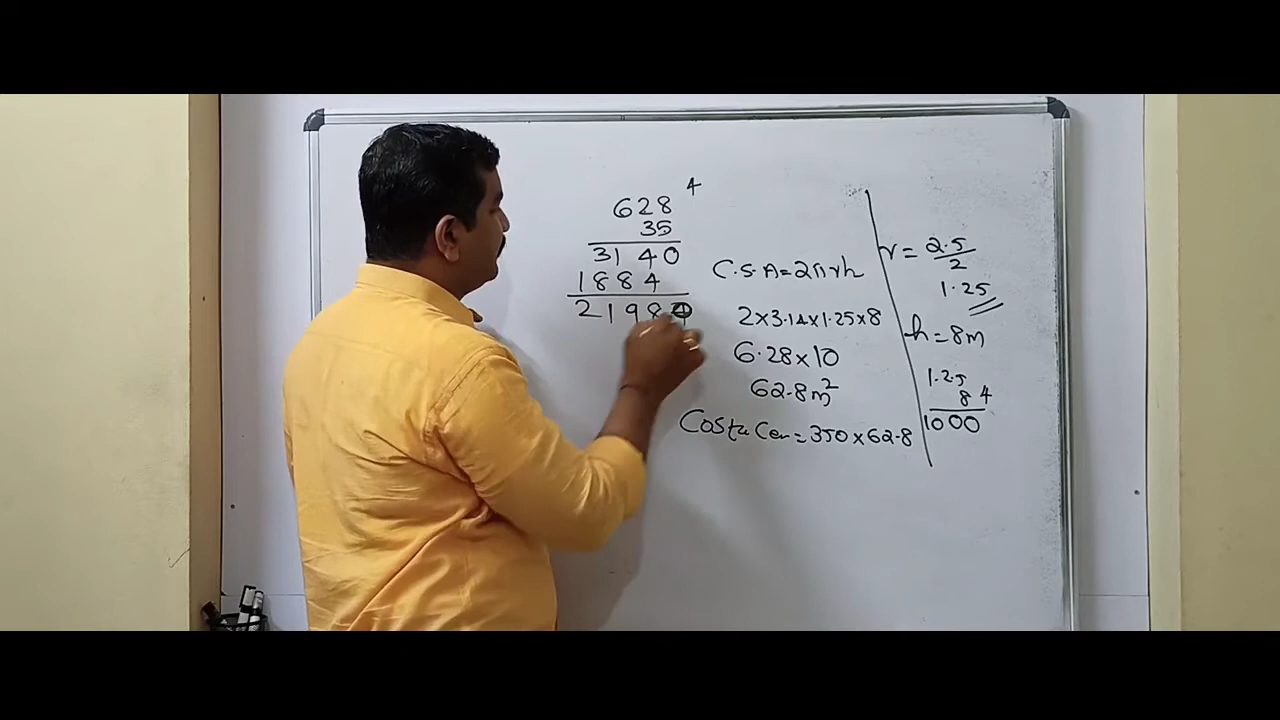 4
628
35
3140
1884
2198
C.S.A=2πrh
2×3.14×1.25×8
6.28×10
62.8m²
Cost = 350×62.8
r = 2.5/2
1.25
h = 8m
1.25
8 4
1000